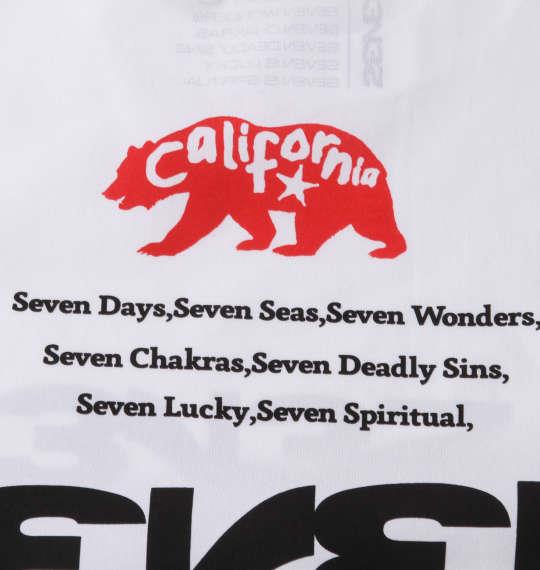 California
Seven Days,Seven Seas,Seven Wonders,
Seven Chakras,Seven Deadly Sins,
Seven Lucky,Seven Spiritual,